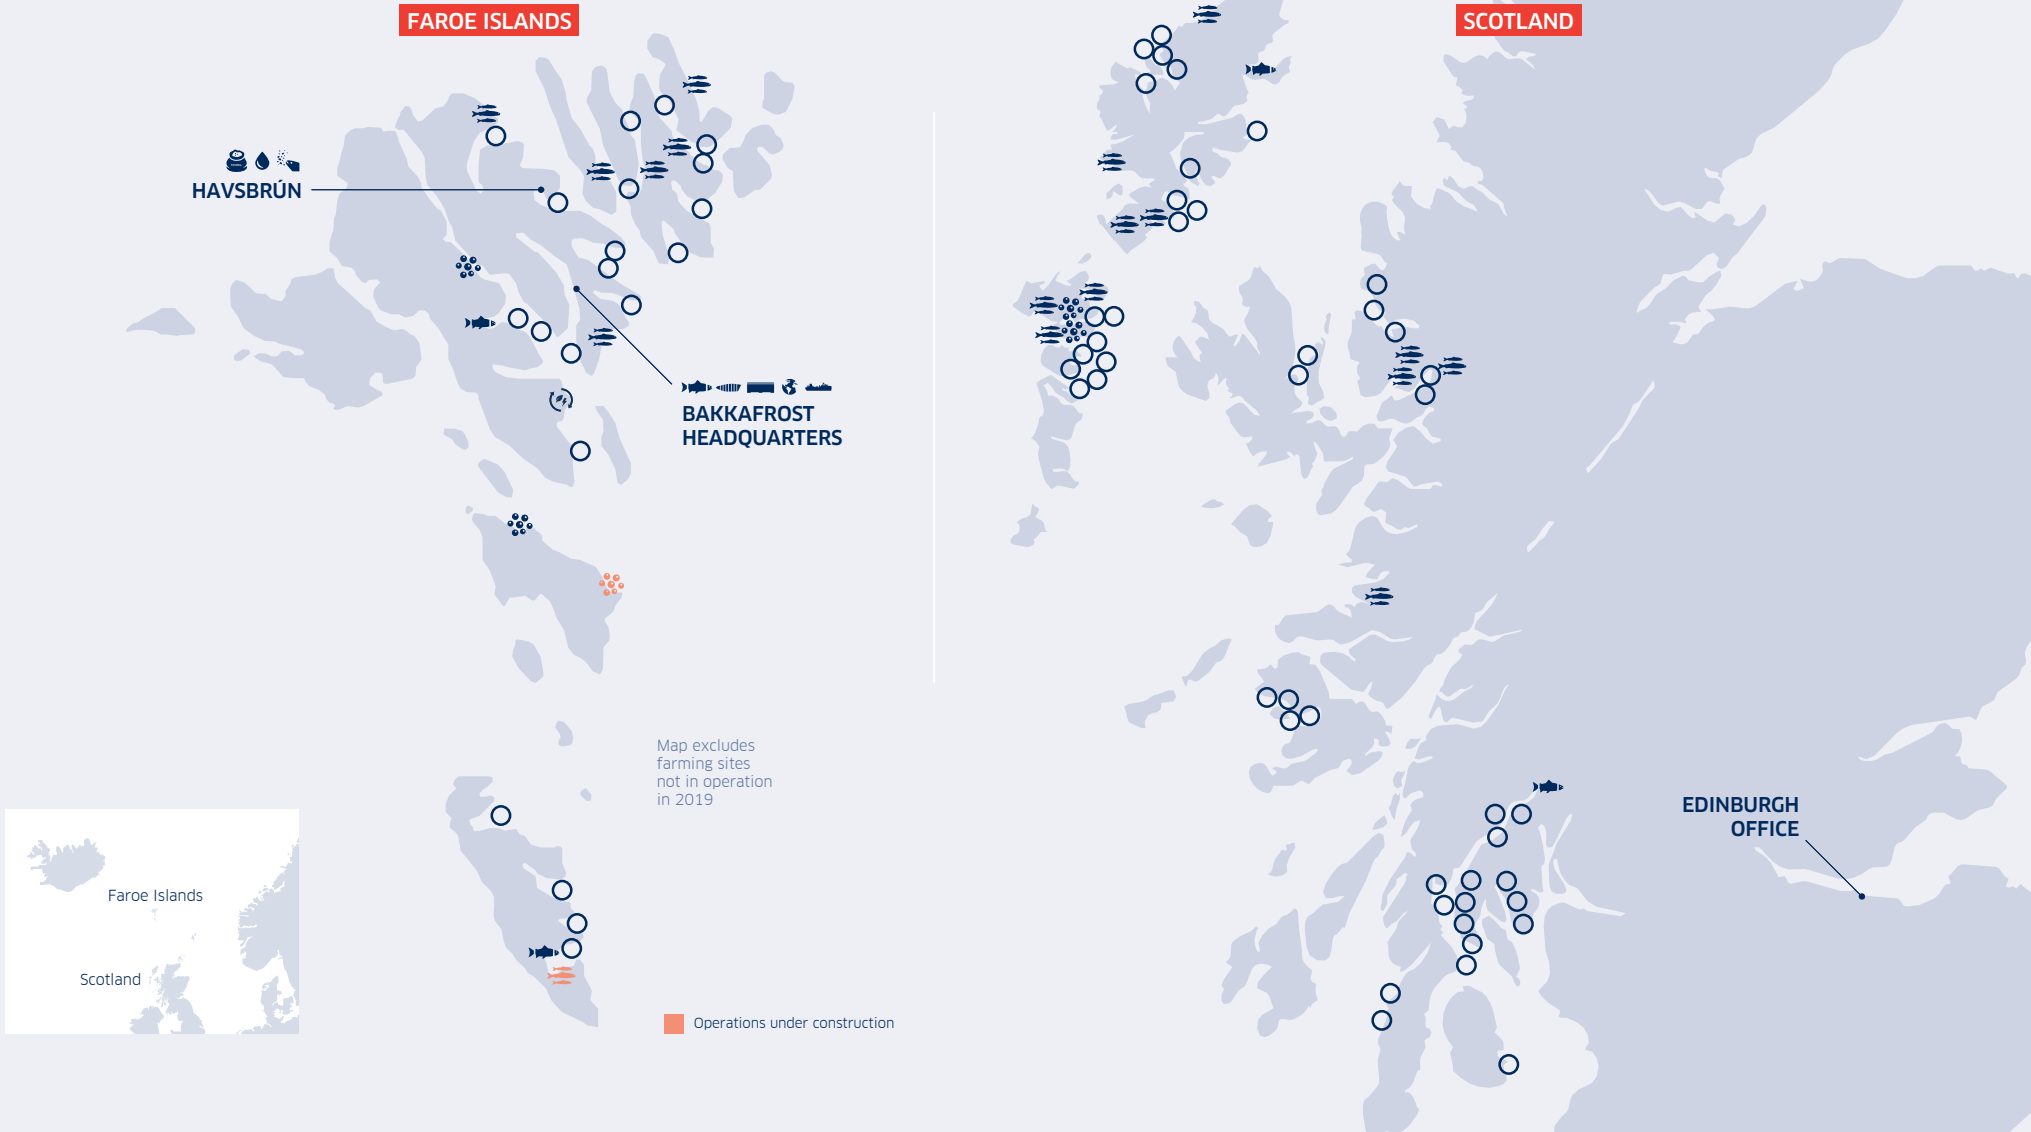 FAROE ISLANDS
SCOTLAND
HAVSBRÚN
BAKKAFROST
HEADQUARTERS
Map excludes
farming sites
not in operation
in 2019
EDINBURGH
OFFICE
Faroe Islands
Scotland
Operations under construction